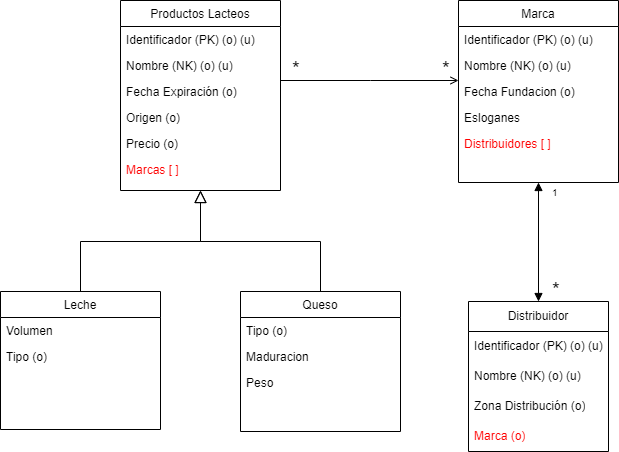 Productos Lacteos
Identificador (PK) (o) (u)
Nombre (NK) (o) (u)
Fecha Expiración (o)
Origen (o)
Precio (o)
Marcas [ ]
*
*
Marca
Identificador (PK) (o) (u)
Nombre (NK) (o) (u)
Fecha Fundacion (o)
Esloganes
Distribuidores [ ]
1
*
Leche
Volumen
Tipo (o)
Queso
Tipo (o)
Maduracion
Peso
Distribuidor
Identificador (PK) (o) (u)
Nombre (NK) (o) (u)
Zona Distribución (o)
Marca (o)